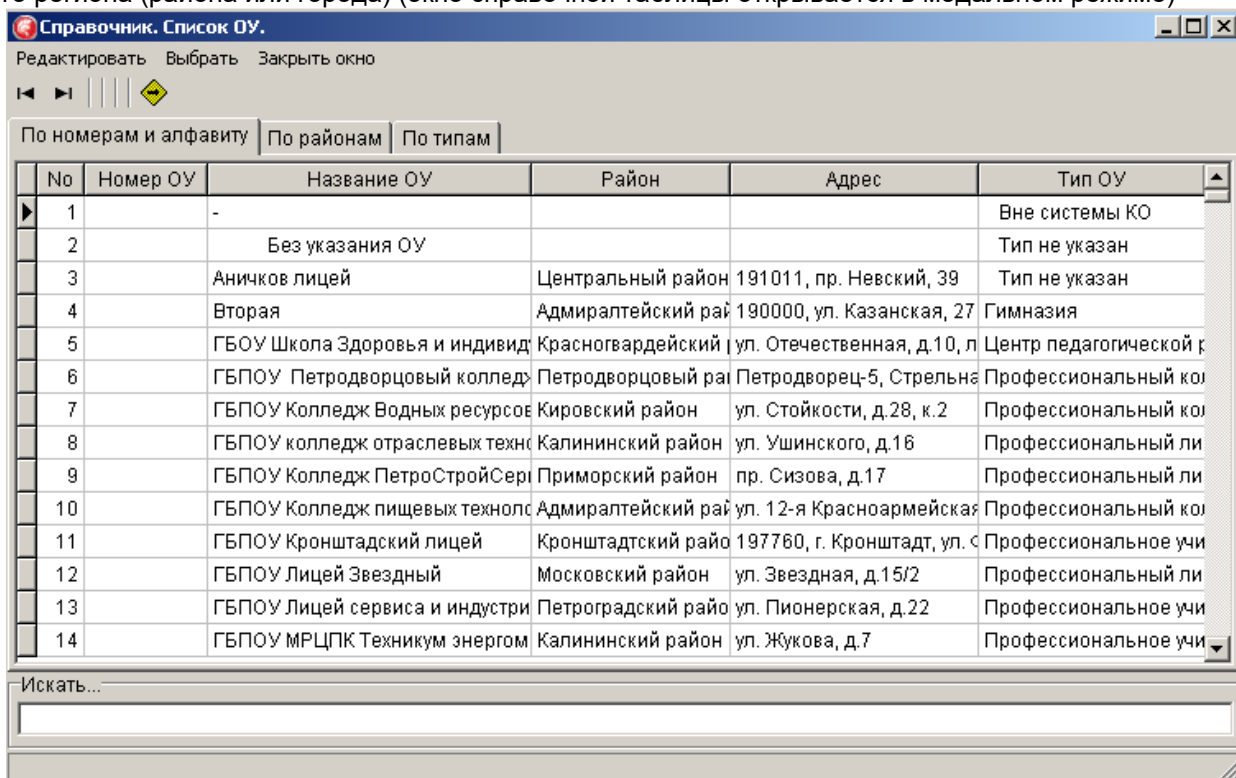 го региона (района или города) (окно справочной таблицы открывается в модальном режиме)
Справочник. Список ОУ.
Редактировать Выбрать Закрыть окно
По номерам и алфавиту По районам По типам
No Номер ОУ Название ОУ Район Адрес Тип ОУ
1 - Вне системы КО
2 Без указания ОУ Тип не указан
3 Аничков лицей Центральный район 191011, пр. Невский, 39 Тип не указан
4 Вторая Адмиралтейский рай 190000, ул. Казанская, 27 Гимназия
5 ГБОУ Школа Здоровья и индивид Красногвардейский ул. Отечественная, д.10, л Центр педагогической р
6 ГБПОУ Петродворцовый коллед Петродворцовый ра Петродворец-5, Стрельна Профессиональный кол
7 ГБПОУ Колледж Водных ресурсов Кировский район ул. Стойкости, д.28, к.2 Профессиональный кол
8 ГБПОУ колледж отраслевых техно Калининский район ул. Ушинского, д.16 Профессиональный ли
9 ГБПОУ Колледж ПетроСтройСер Приморский район пр. Сизова, д.17 Профессиональный ли
10 ГБПОУ Колледж пищевых техноло Адмиралтейский рай ул. 12-я Красноармейская Профессиональный кол
11 ГБПОУ Кронштадский лицей Кронштадтский райо 197760, г. Кронштадт, ул. Профессиональное учи
12 ГБПОУ Лицей Звездный Московский район ул. Звездная, д.15/2 Профессиональный ли
13 ГБПОУ Лицей сервиса и индустри Петроградский райо ул. Пионерская, д.22 Профессиональное учи
14 ГБПОУ МРЦПК Техникум энергом Калининский район ул. Жукова, д.7 Профессиональное учи
Искать...